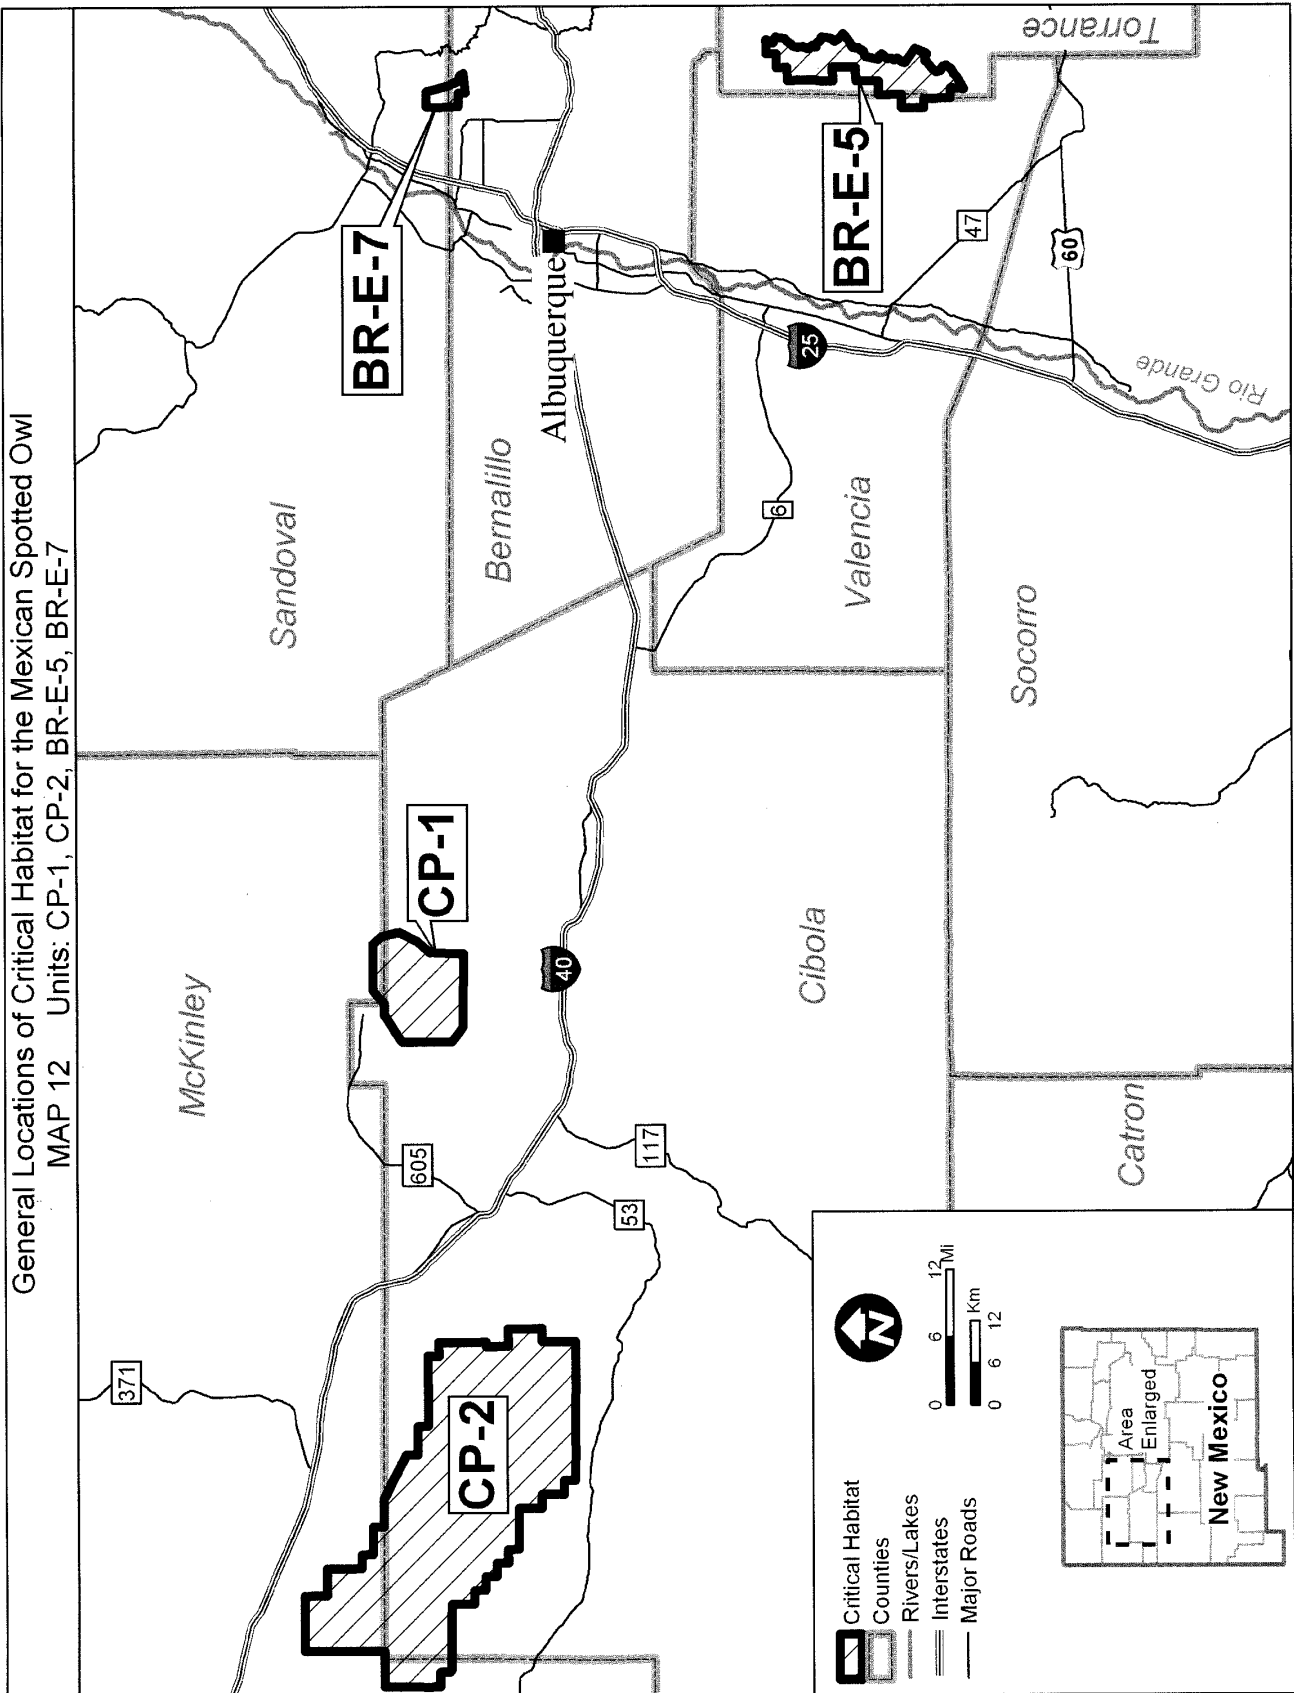 General Locations of Critical Habitat for the Mexican Spotted Owl
MAP 12 Units: CP-1, CP-2, BR-E-5, BR-E-7
371
McKinley
Sandoval
BR-E-7
605
CP-1
Bernalillo
CP-2
40
Albuquerque
53
117
6
25
Cibola
Valencia
BR-E-5
47
60
Torrance
Socorro
Catron
Rio Grande
Critical Habitat
Counties
Rivers/Lakes
Interstates
Major Roads
N
0 6 12 Mi
Km
0 6 12
Area
Enlarged
New Mexico